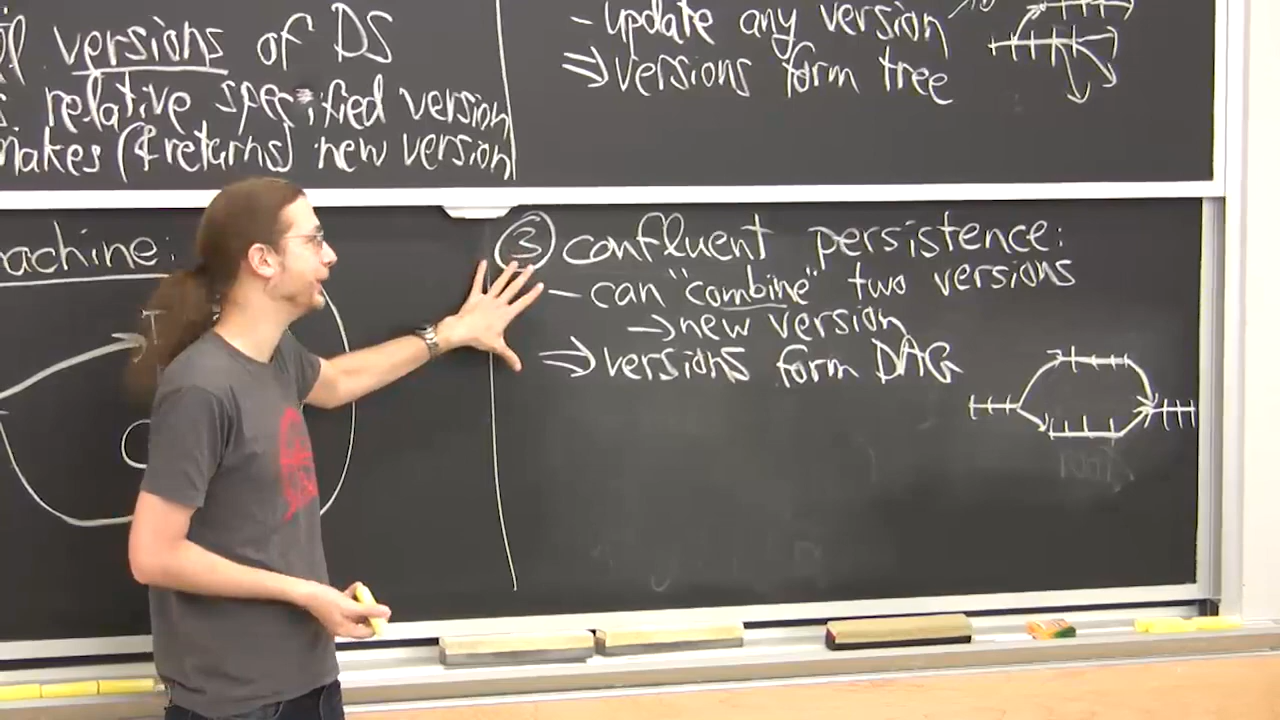 versions of DS
relative specified version
makes (& returns) new version
- update any version
⇒ versions form tree
machine:
③ confluent persistence:
- can "combine" two versions
→ new version
⇒ versions form DAG